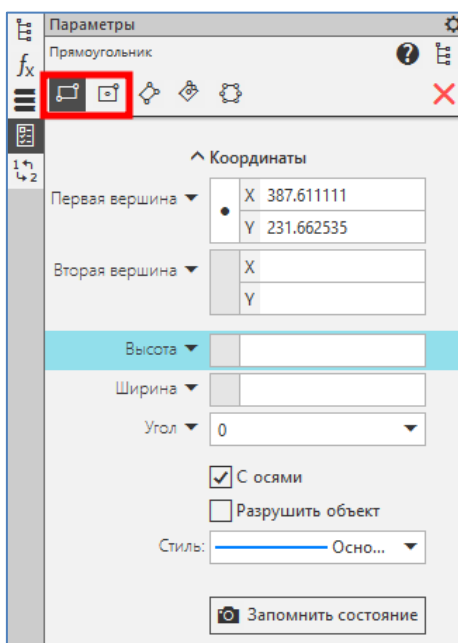 Параметры
Прямоугольник
?
fx
1
2
Координаты
Первая вершина X 387.611111
Y 231.662535
Вторая вершина X
Y
Высота
Ширина
Угол 0
С осями
Разрушить объект
Стиль: Осно...
Запомнить состояние